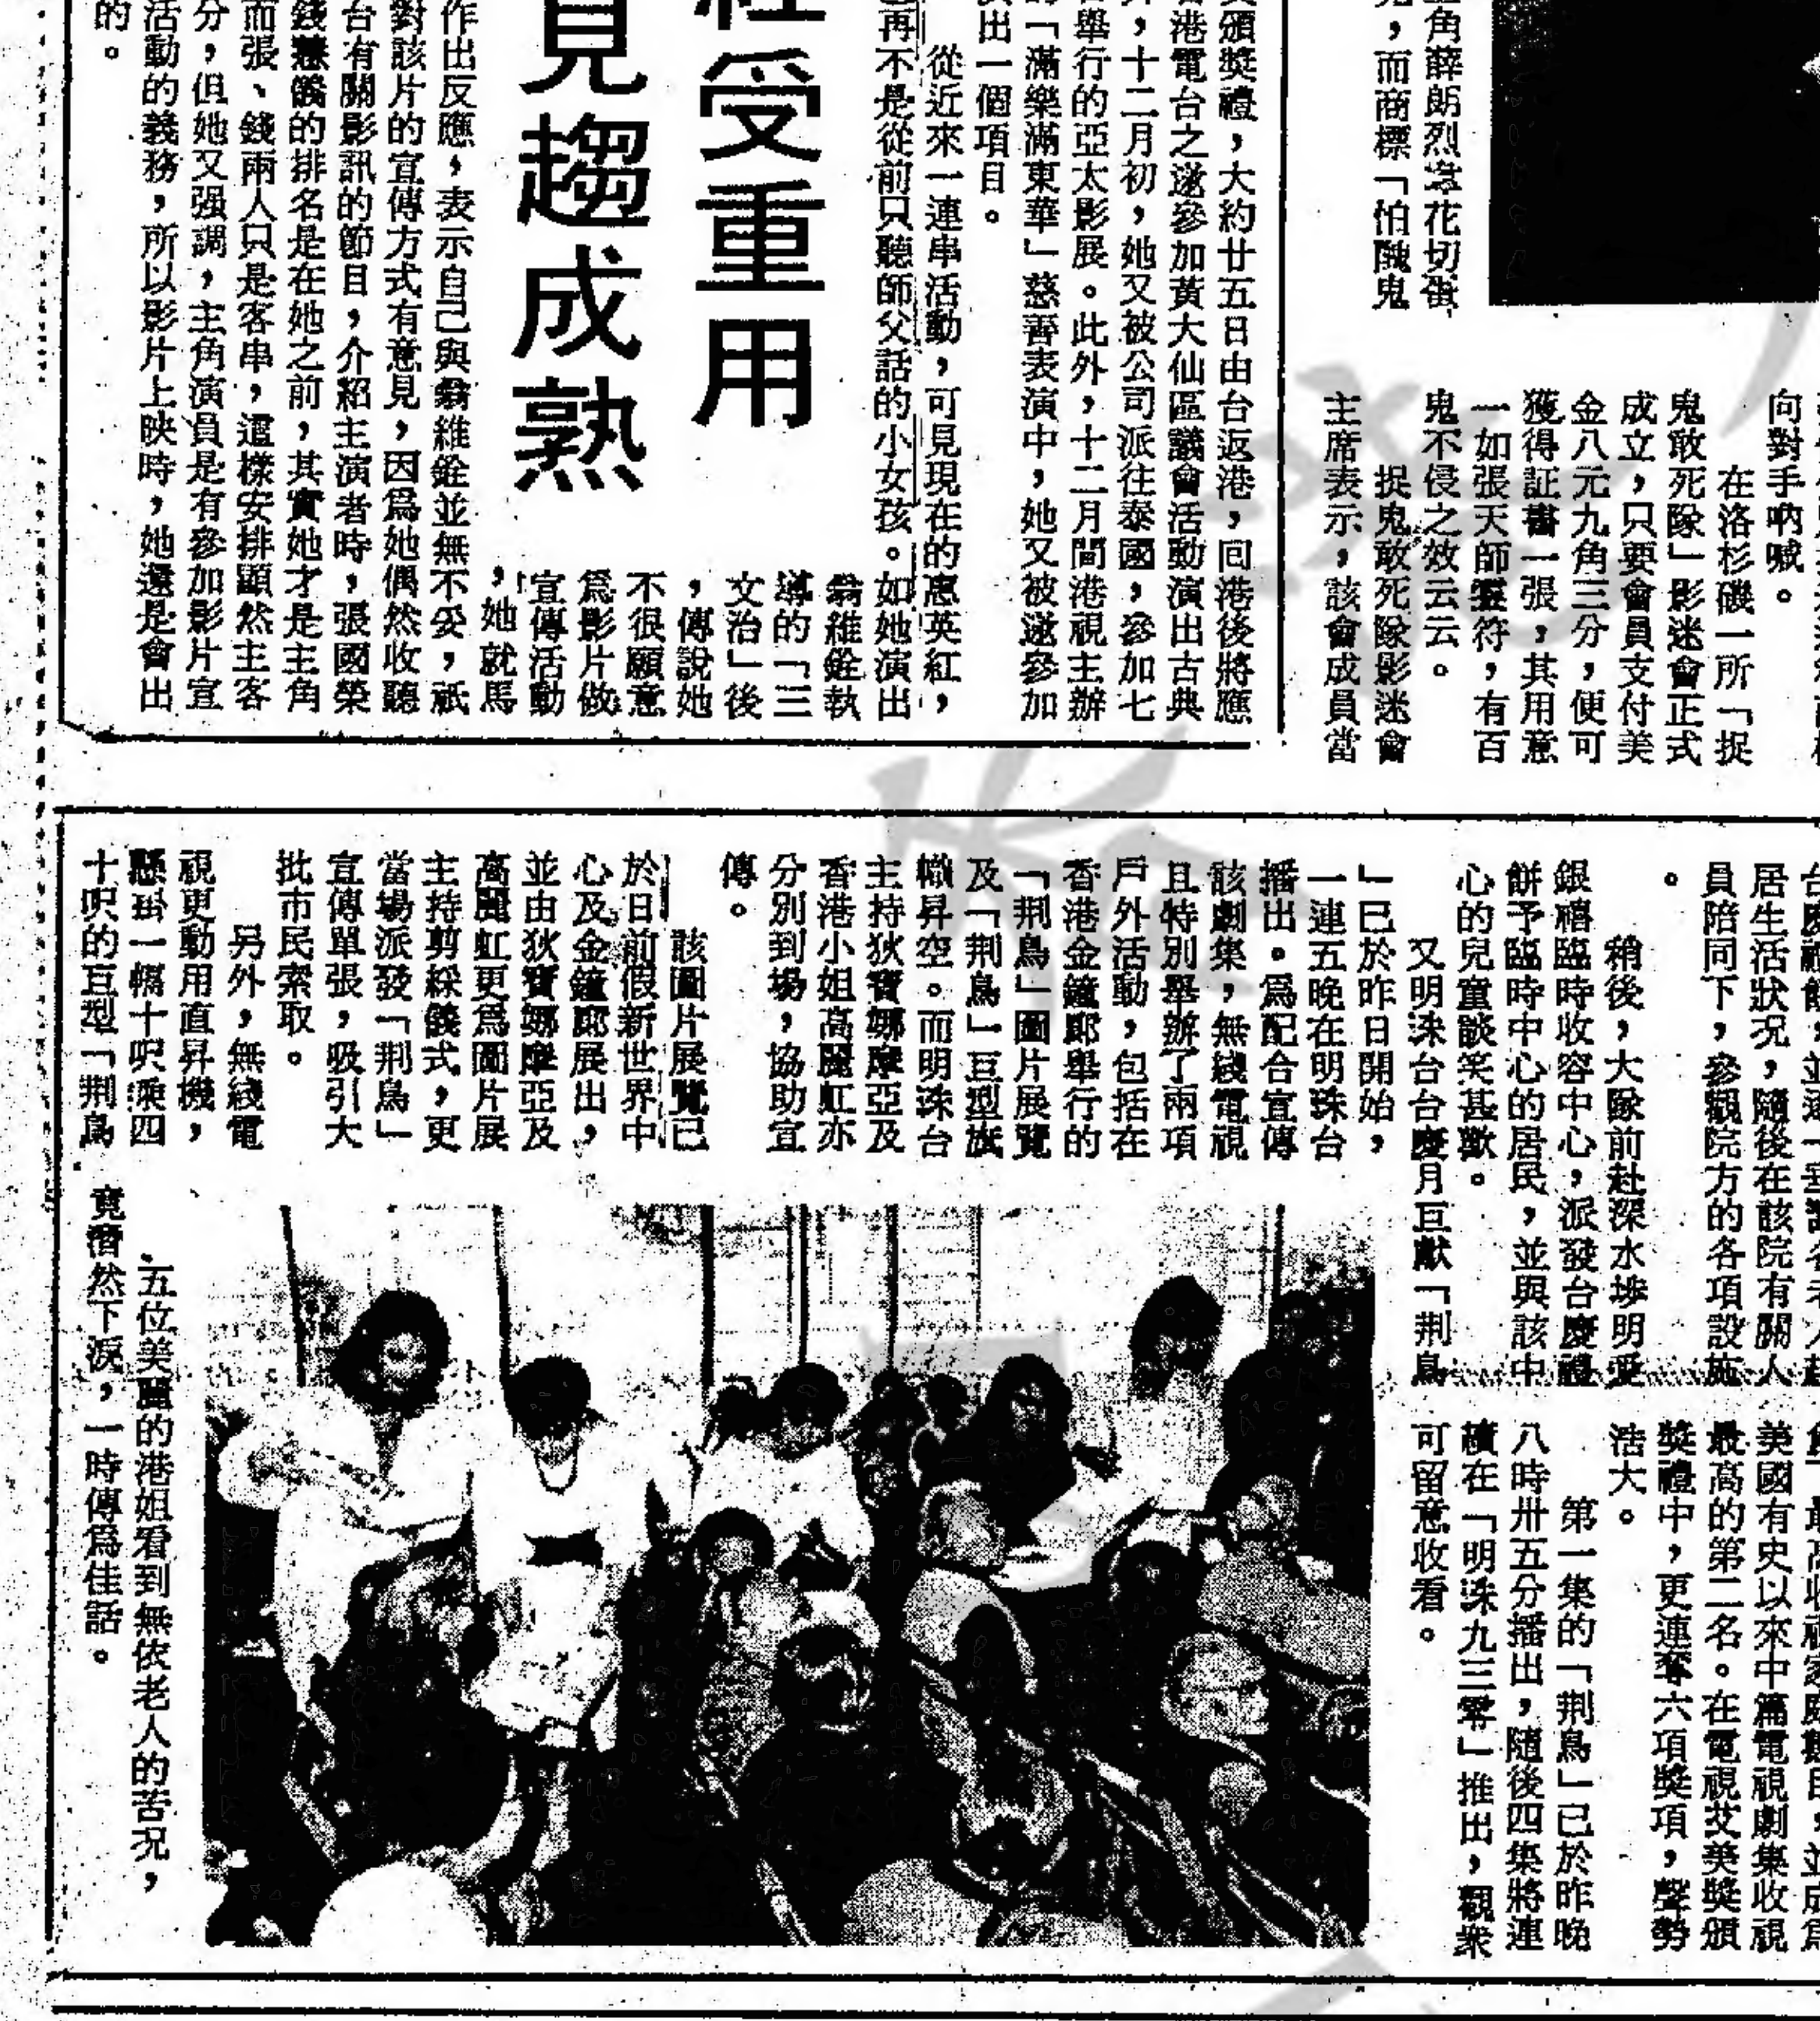 角薛朗烈
，而商標「怕醜鬼
向對手吶喊。
在洛杉磯一所「捉
鬼敢死隊」影迷會正式
成立，只要會員支付美
金八元九角三分，便可
獲得証書一張，其用意
一如張天師靈符，有百
鬼不侵之效云云。
捉鬼敢死隊影迷會
主席表示，該會成員當
受重用
見趨成熟
頒獎禮，大約廿五日由台返港，回港後將應
港電台之邀參加黃大仙區議會活動演出古典
，十二月初，她又被公司派往泰國，參加七
舉行的亞太影展。此外，十二月間港視主辦
「滿樂滿東華」慈善表演中，她又被邀參加
出一個項目。
從近來一連串活動，可見現在的惠英紅，
再不是從前只聽師父話的小女孩。如她演出
翁維銓執
導的「三
文治」後
，傳說她
不很願意
爲影片做
宣傳活動
，她就馬
作出反應，表示自己與翁維銓並無不妥，祇
對該片的宣傳方式有意見，因爲她偶然收聽
台有關影訊的節目，介紹主演者時，張國榮
錢慧儀的排名是在她之前，其實她才是主角
而張、錢兩人只是客串，這樣安排顯然主客
分，但她又强調，主角演員是有參加影片宣
活動的義務，所以影片上映時，她還是會出
的。
居生活狀况，隨後在該院有關人
員陪同下，參觀院方的各項設施
。
稍後，大隊前赴深水埗明愛
銀禧臨時收容中心，派發台慶禮
餅予臨時中心的居民，並與該中
心的兒童談笑甚歡。
又明珠台台慶月巨獻「荆鳥
」已於昨日開始，
一連五晚在明珠台
播出。爲配合宣傳
該劇集，無綫電視
且特別舉辦了兩項
戶外活動，包括在
香港金鐘廊舉行的
「荆鳥」圖片展覽
及「荆鳥」巨型旗
幟昇空。而明珠台
主持狄寶娜摩亞及
香港小姐高麗虹亦
分別到場，協助宣
傳。
該圖片展覽已
於日前假新世界中
心及金鐘廊展出，
並由狄寶娜摩亞及
高麗虹更爲圖片展
主持剪綵儀式，更
當場派發「荆鳥」
宣傳單張，吸引大
批市民索取。
另外，無綫電
視更動用直昇機，
懸掛一幅十呎乘四
十呎的巨型「荆鳥
美國有史以來中篇電視劇集收視
最高的第二名。在電視艾美獎頒
獎禮中，更連奪六項獎項，聲勢
浩大。
第一集的「荆鳥」已於昨晚
八時卅五分播出，隨後四集將連
續在「明珠九三零」推出，觀衆
可留意收看。
五位美麗的港姐看到無依老人的苦况，
竟潸然下淚，一時傳爲佳話。